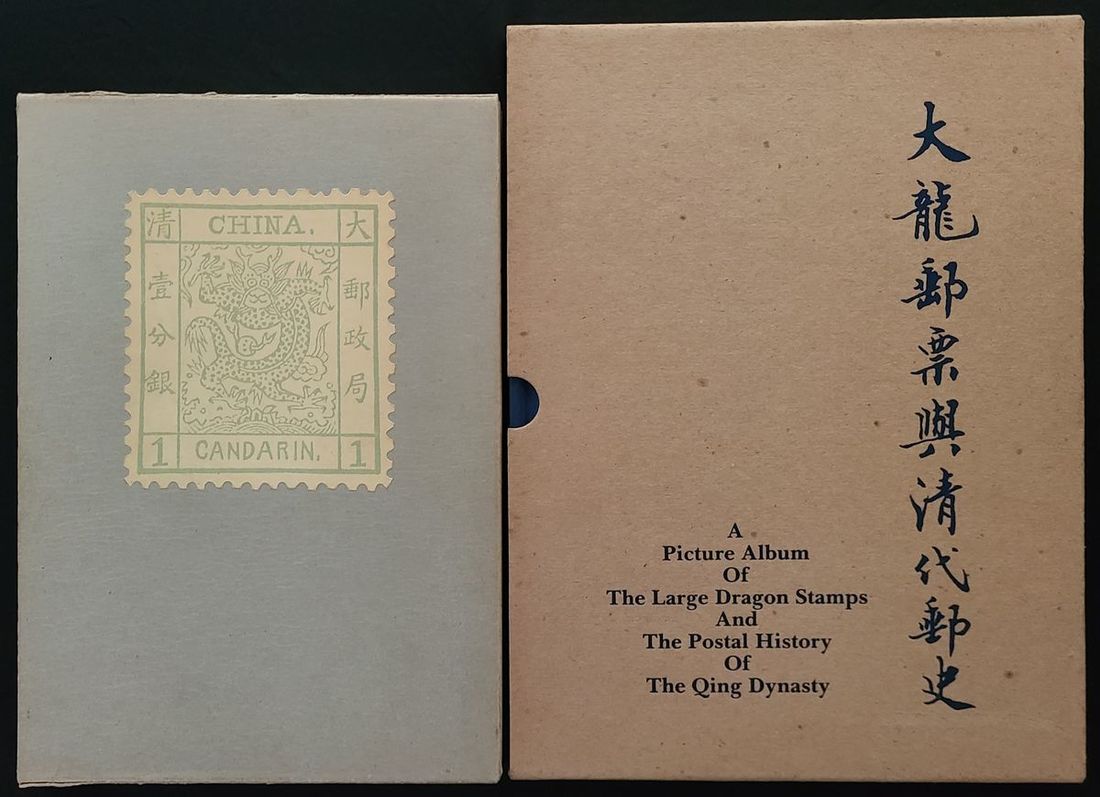 清 CHINA. 大
壹分銀
郵政局
1 CANDARIN. 1
大龍郵票與清代郵史
A
Picture Album
Of
The Large Dragon Stamps
And
The Postal History
Of
The Qing Dynasty